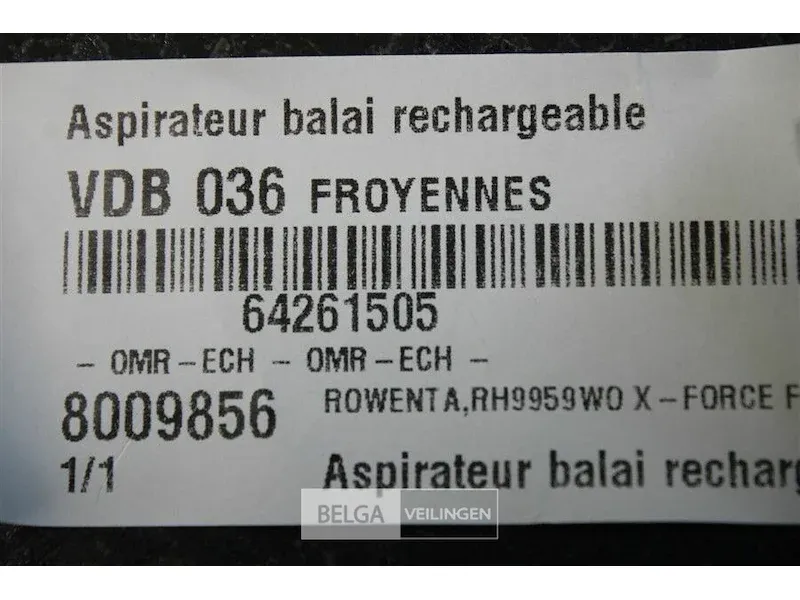 Aspirateur balai rechargeable
VDB 036 FROYENNES
64261505
- OMR-ECH - OMR-ECH -
8009856 ROWENTA,RH9959WO X-FORCE F
1/1 Aspirateur balai recharg
BELGA VEILINGEN